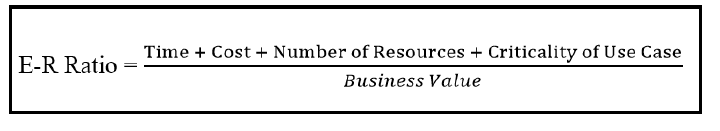 E-R Ratio = Time + Cost + Number of Resources + Criticality of Use Case
Business Value